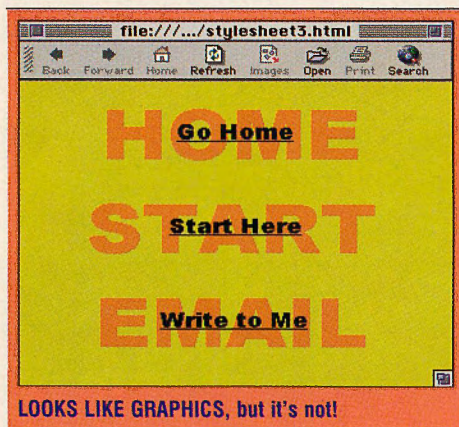 file:///.../stylesheet3.html
Back Forward Home Refresh Images Open Print Search
HOME
Go Home
START
Start Here
EMAIL
Write to Me
LOOKS LIKE GRAPHICS, but it's not!